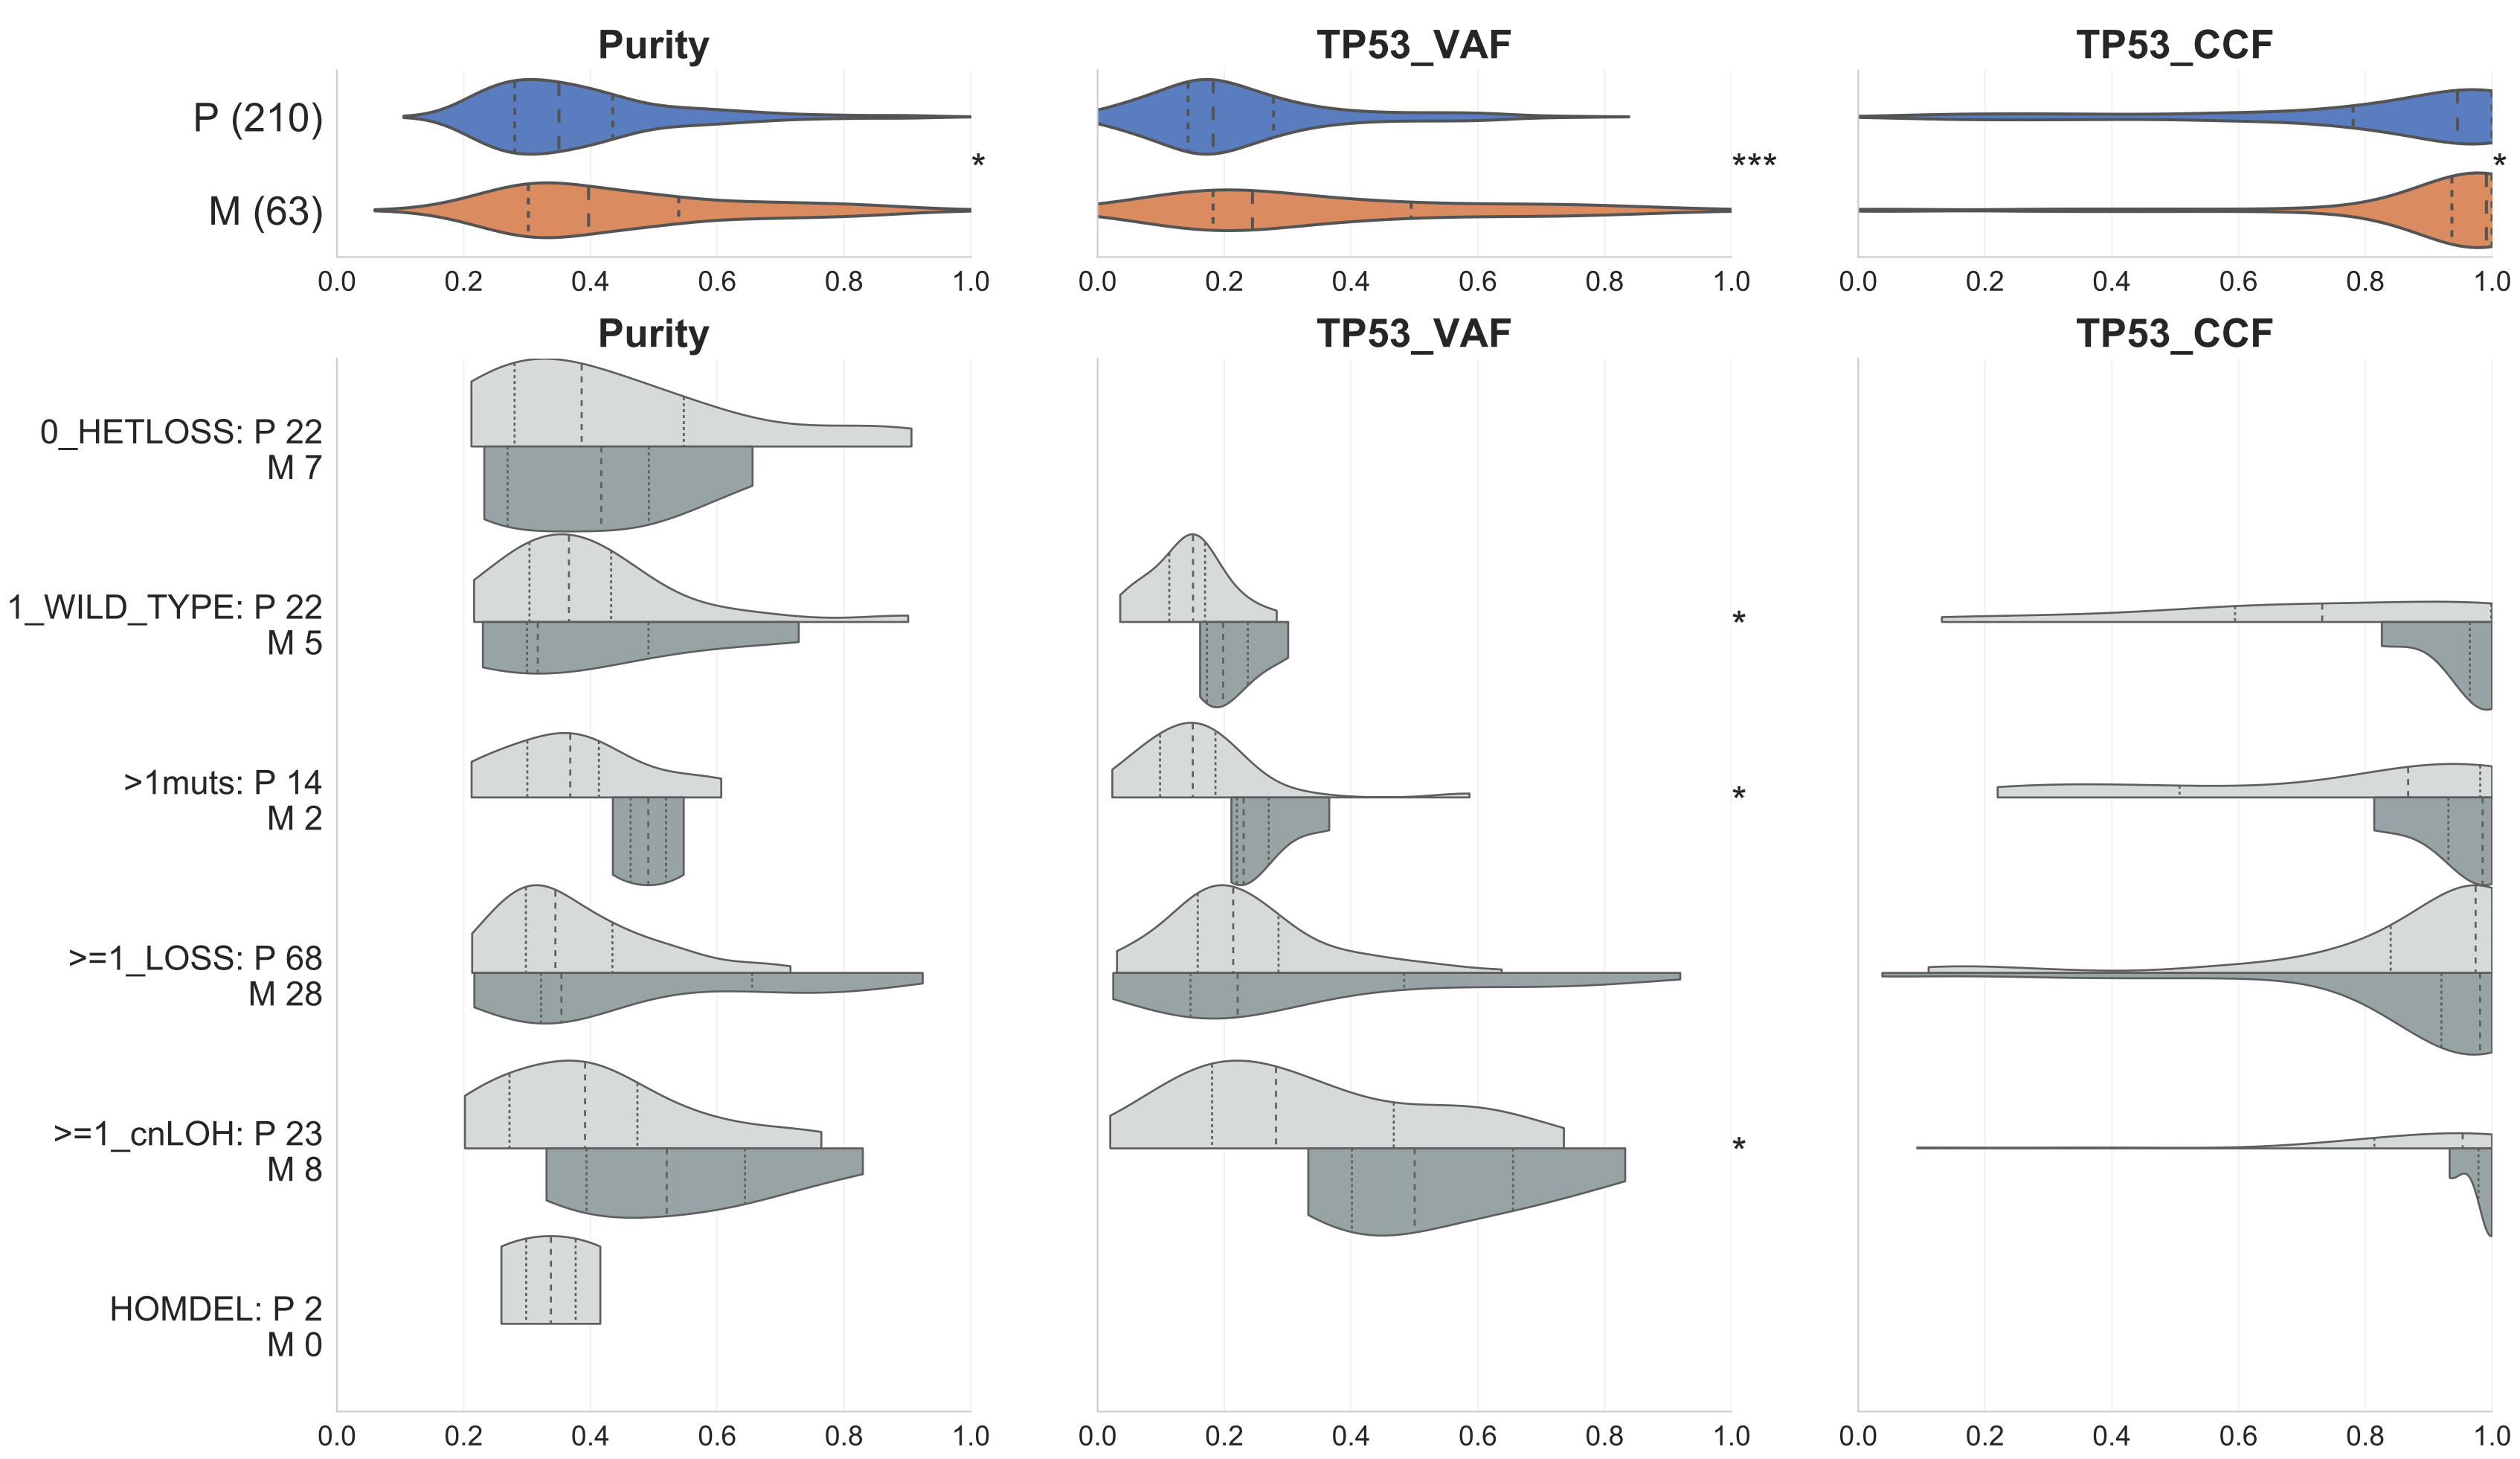 Purity TP53_VAF TP53_CCF
P (210)
* *** *
M (63)
0.0 0.2 0.4 0.6 0.8 1.0 0.0 0.2 0.4 0.6 0.8 1.0 0.0 0.2 0.4 0.6 0.8 1.0
Purity TP53_VAF TP53_CCF
0_HETLOSS: P 22
M 7
1_WILD_TYPE: P 22 *
M 5
>1muts: P 14 *
M 2
>=1_LOSS: P 68
M 28
>=1_cnLOH: P 23 *
M 8
HOMDEL: P 2
M 0
0.0 0.2 0.4 0.6 0.8 1.0 0.0 0.2 0.4 0.6 0.8 1.0 0.0 0.2 0.4 0.6 0.8 1.0